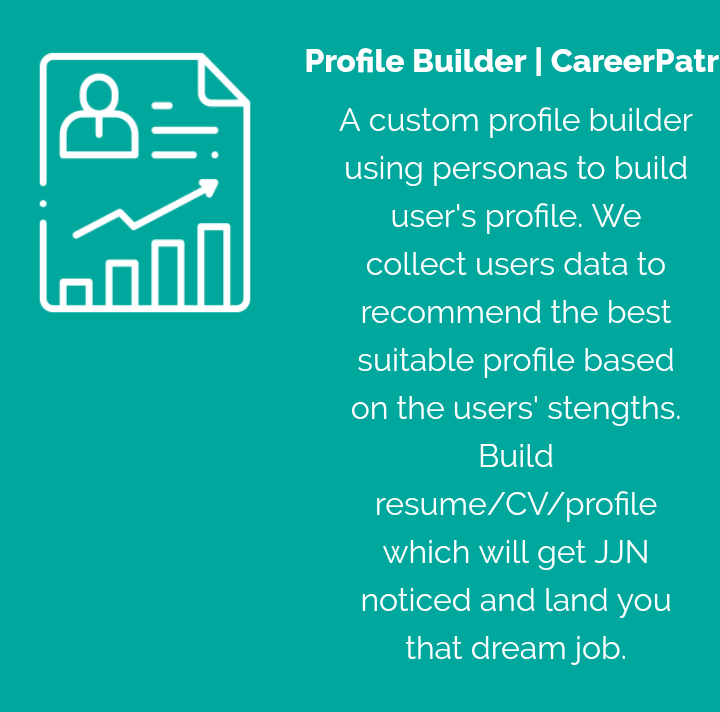 Profile Builder | CareerPatr
A custom profile builder
using personas to build
user's profile. We
collect users data to
recommend the best
suitable profile based
on the users' stengths.
Build
resume/CV/profile
which will get JJN
noticed and land you
that dream job.